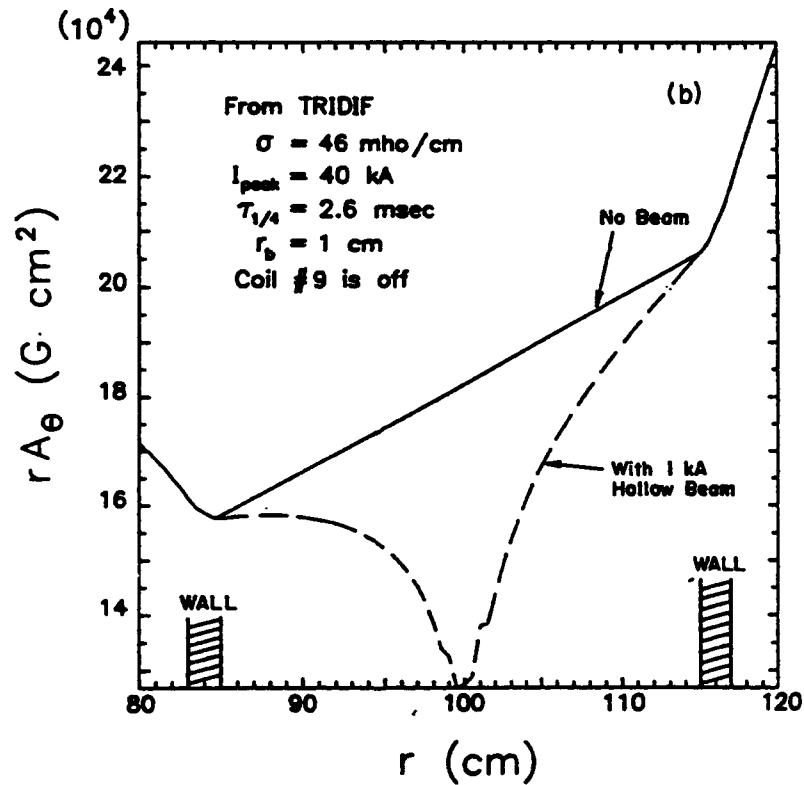 (10⁴)
24
22
20
18
16
14
rA_θ (G· cm²)
(b)
From TRIDIF
σ = 46 mho/cm
I_peak = 40 kA
τ_1/4 = 2.6 msec
r_b = 1 cm
Coil #9 is off
No Beam
With 1 kA
Hollow Beam
WALL
WALL
80
90
100
110
120
r (cm)